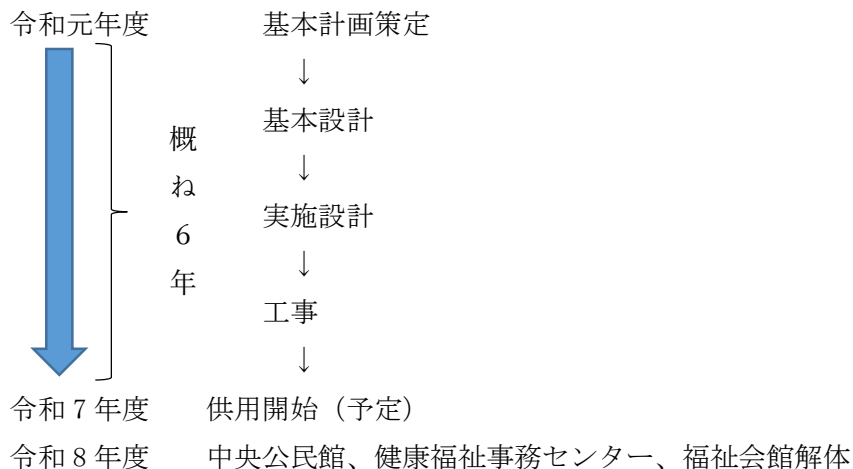 令和元年度　基本計画策定
↓
基本設計
↓
概ね６年
実施設計
↓
工事
↓
令和７年度　供用開始（予定）
令和８年度　中央公民館、健康福祉事務センター、福祉会館解体